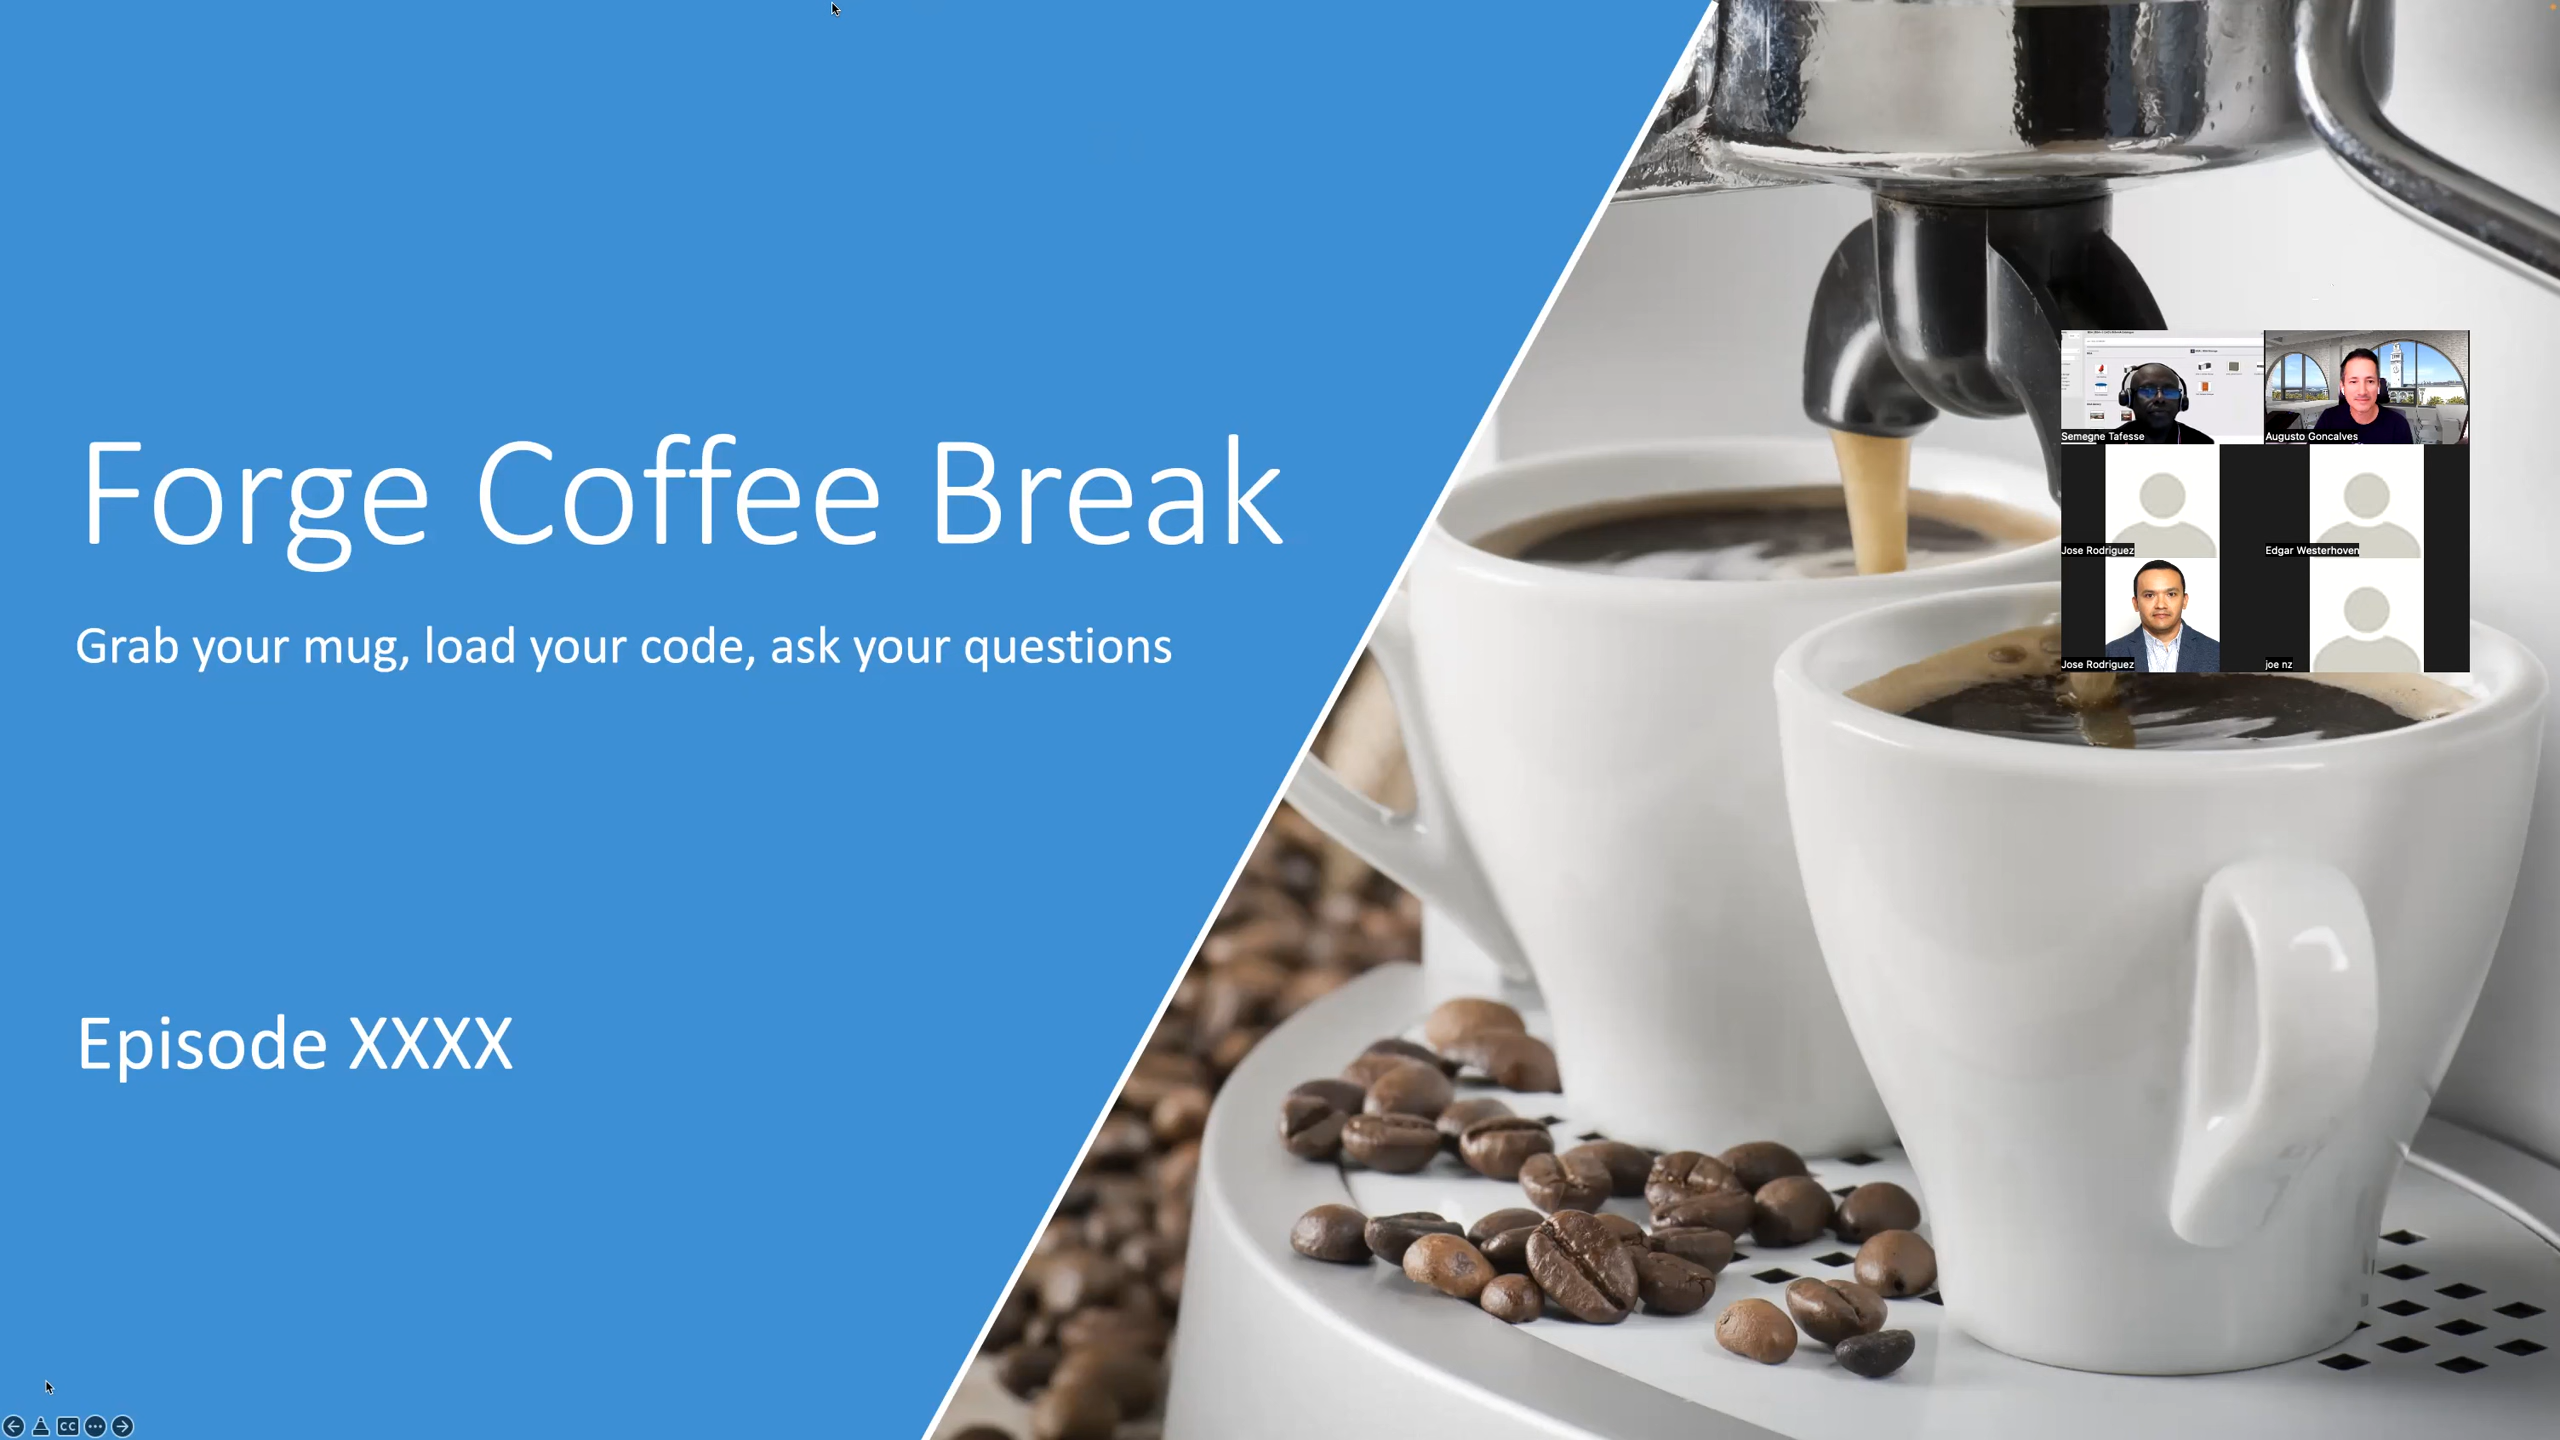 Forge Coffee Break
Grab your mug, load your code, ask your questions
Episode XXXX
Semegne Tafesse
Augusto Goncalves
Jose Rodriguez
Edgar Westerhoven
Jose Rodriguez
joe nz
CC